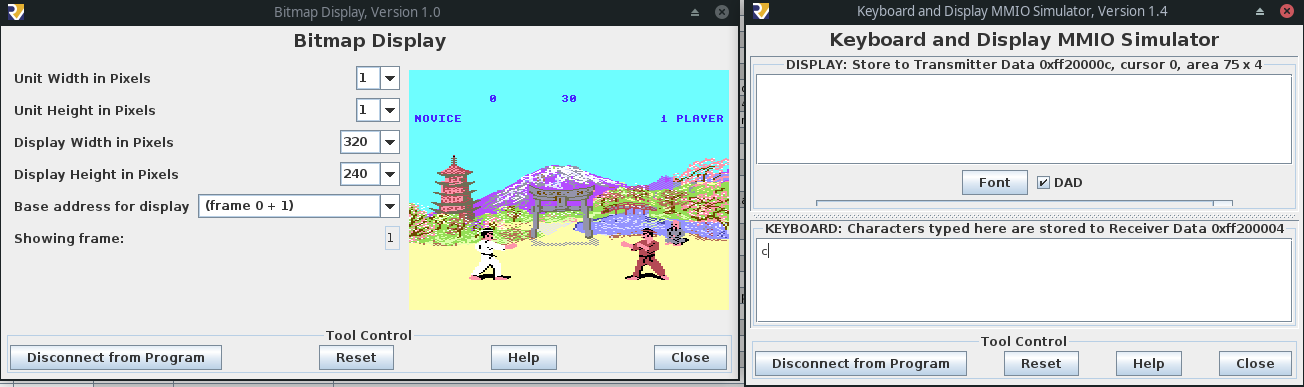 Bitmap Display, Version 1.0
Bitmap Display
Unit Width in Pixels 1
Unit Height in Pixels 1
Display Width in Pixels 320
Display Height in Pixels 240
Base address for display (frame 0 + 1)
Showing frame: 1
0 30
NOVICE 1 PLAYER
Tool Control
Disconnect from Program Reset Help Close
Keyboard and Display MMIO Simulator, Version 1.4
Keyboard and Display MMIO Simulator
DISPLAY: Store to Transmitter Data 0xff20000c, cursor 0, area 75 x 4
Font DAD
KEYBOARD: Characters typed here are stored to Receiver Data 0xff200004
c
Tool Control
Disconnect from Program Reset Help Close